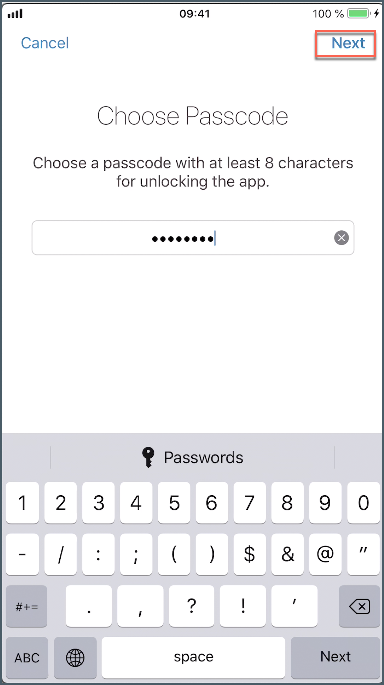 09:41 100 %
Cancel Next
Choose Passcode
Choose a passcode with at least 8 characters
for unlocking the app.
••••••••
Passwords
1 2 3 4 5 6 7 8 9 0
- / : ; ( ) $ & @ ”
#+= . , ? ! ’
ABC space Next